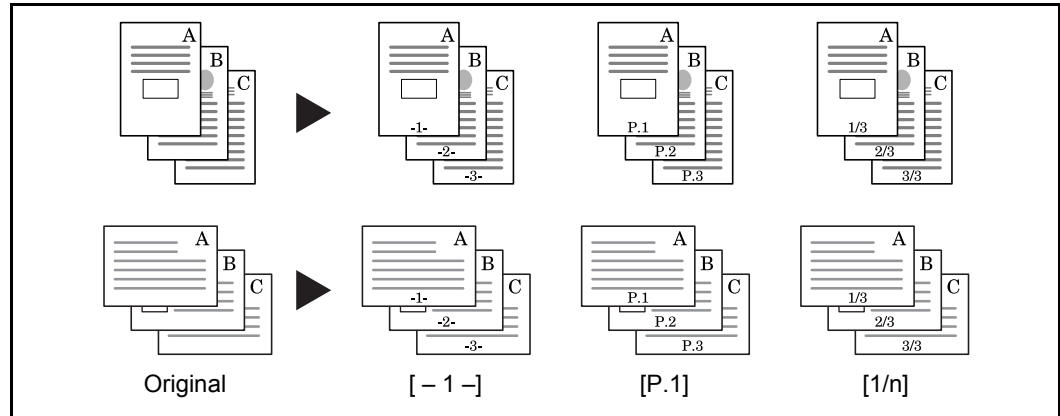 A B C A B C A B C A B C
-1- P.1 1/3
-2- P.2 2/3
-3- P.3 3/3
A B C A B C A B C A B C
-1- P.1 1/3
-2- P.2 2/3
-3- P.3 3/3
Original [ – 1 –] [P.1] [1/n]